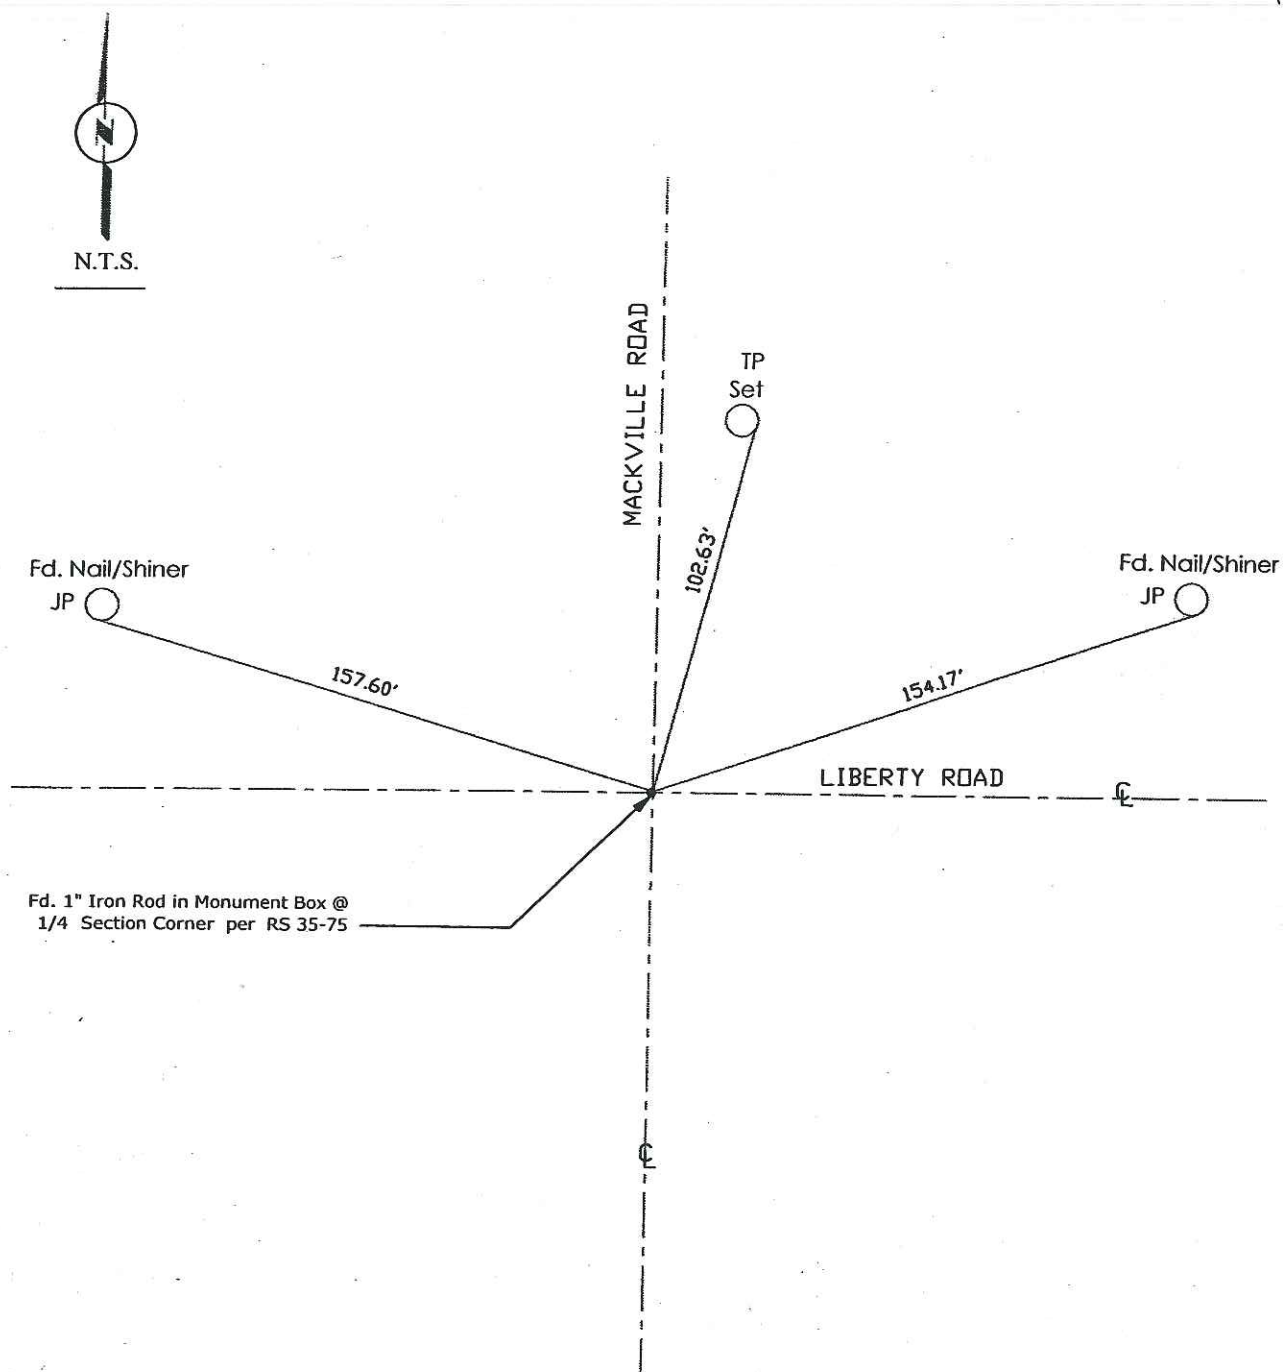 N
N.T.S.
MACKVILLE ROAD
TP
Set
102.63'
Fd. Nail/Shiner
JP
157.60'
Fd. Nail/Shiner
JP
154.17'
LIBERTY ROAD
℄
Fd. 1" Iron Rod in Monument Box @
1/4 Section Corner per RS 35-75
℄